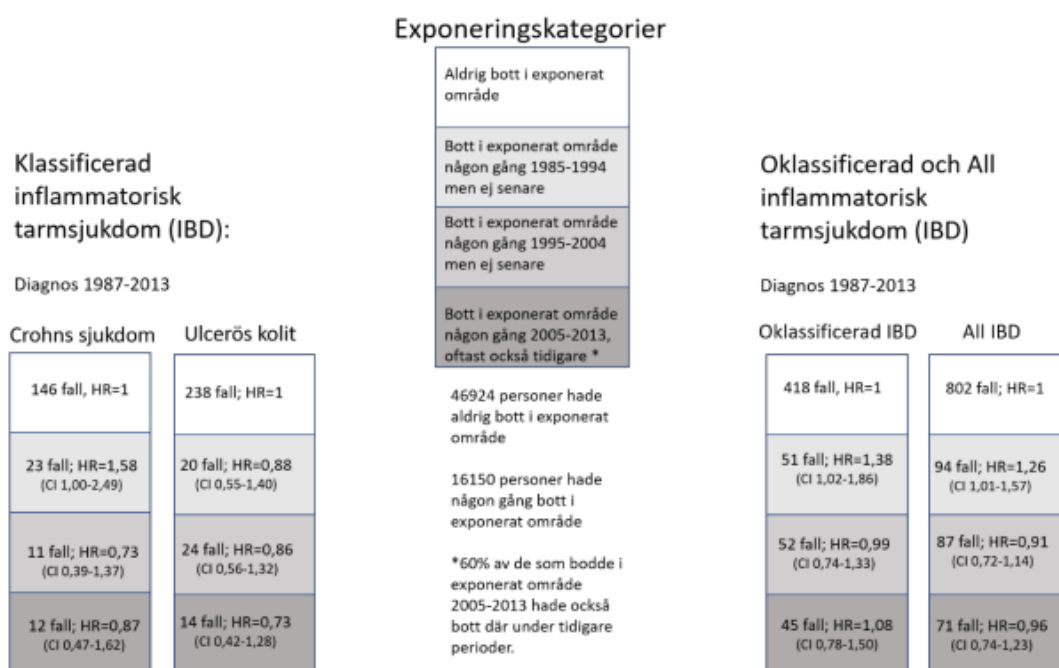 Exponeringskategorier
Aldrig bott i exponerat
område
Bott i exponerat område
någon gång 1985-1994
men ej senare
Bott i exponerat område
någon gång 1995-2004
men ej senare
Bott i exponerat område
någon gång 2005-2013,
oftast också tidigare *
46924 personer hade
aldrig bott i exponerat
område
16150 personer hade
någon gång bott i
exponerat område
*60% av de som bodde i
exponerat område
2005-2013 hade också
bott där under tidigare
perioder.
Klassificerad
inflammatorisk
tarmsjukdom (IBD):
Diagnos 1987-2013
Crohns sjukdom
146 fall, HR=1
23 fall; HR=1,58
(CI 1,00-2,49)
11 fall; HR=0,73
(CI 0,39-1,37)
12 fall; HR=0,87
(CI 0,47-1,62)
Ulcerös kolit
238 fall; HR=1
20 fall; HR=0,88
(CI 0,55-1,40)
24 fall; HR=0,86
(CI 0,56-1,32)
14 fall; HR=0,73
(CI 0,42-1,28)
Oklassificerad och All
inflammatorisk
tarmsjukdom (IBD)
Diagnos 1987-2013
Oklassificerad IBD
418 fall, HR=1
51 fall; HR=1,38
(CI 1,02-1,86)
52 fall; HR=0,99
(CI 0,74-1,33)
45 fall; HR=1,08
(CI 0,78-1,50)
All IBD
802 fall; HR=1
94 fall; HR=1,26
(CI 1,01-1,57)
87 fall; HR=0,91
(CI 0,72-1,14)
71 fall; HR=0,96
(CI 0,74-1,23)